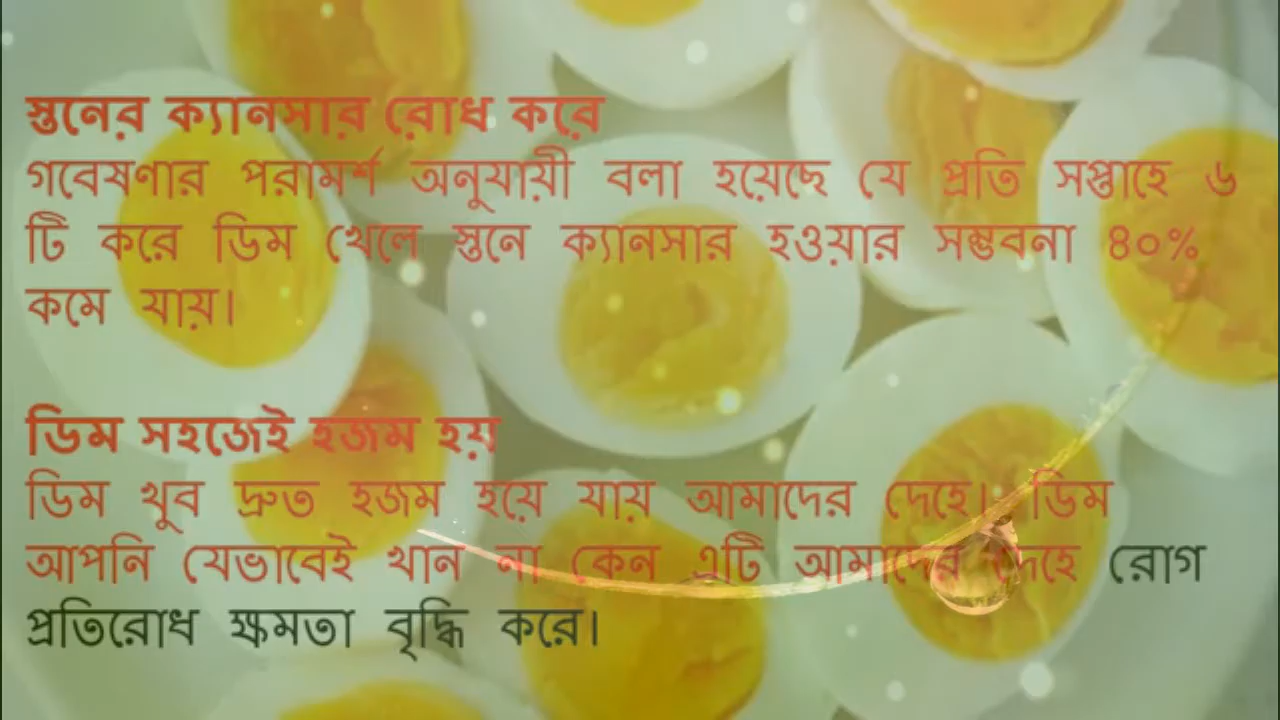 স্তনের ক্যানসার রোধ করে
গবেষণার পরামর্শ অনুযায়ী বলা হয়েছে যে প্রতি সপ্তাহে ৬
টি করে ডিম খেলে স্তনে ক্যানসার হওয়ার সম্ভবনা ৪০%
কমে যায়।
ডিম সহজেই হজম হয়
ডিম খুব দ্রুত হজম হয়ে যায় আমাদের দেহে। ডিম
আপনি যেভাবেই খান না কেন এটি আমাদের দেহে রোগ
প্রতিরোধ ক্ষমতা বৃদ্ধি করে।